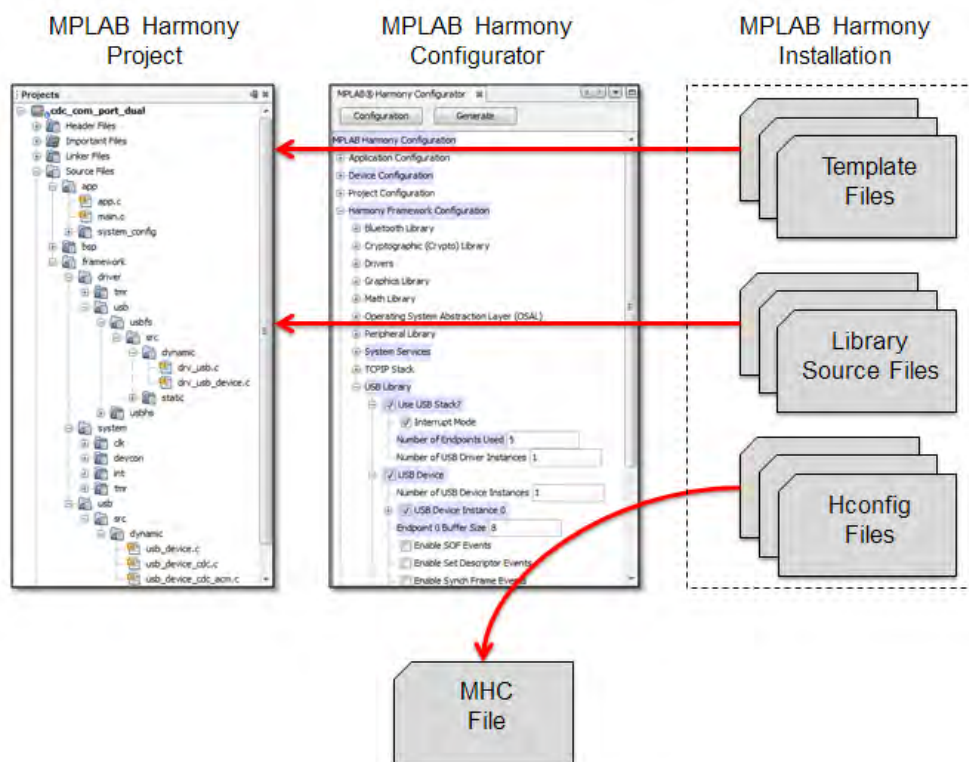 MPLAB Harmony
Project
MPLAB Harmony
Configurator
MPLAB Harmony
Installation
Projects
cdc_com_port_dual
Header Files
Important Files
Linker Files
Source Files
app
app.c
main.c
system_config
bsp
framework
driver
tmr
usb
usbfs
src
dynamic
drv_usb.c
drv_usb_device.c
static
usbhs
system
clk
devcon
int
tmr
usb
src
dynamic
usb_device.c
usb_device_cdc.c
usb_device_cdc_acm.c
MPLAB® Harmony Configurator
Configuration
Generate
MPLAB Harmony Configuration
Application Configuration
Device Configuration
Project Configuration
Harmony Framework Configuration
Bluetooth Library
Cryptographic (Crypto) Library
Drivers
Graphics Library
Math Library
Operating System Abstraction Layer (OSAL)
Peripheral Library
System Services
TCPIP Stack
USB Library
Use USB Stack?
Interrupt Mode
Number of Endpoints Used 5
Number of USB Driver Instances 1
USB Device
Number of USB Device Instances 1
USB Device Instance 0
Endpoint 0 Buffer Size 8
Enable SOF Events
Enable Set Descriptor Events
Enable Synch Frame Events
Template
Files
Library
Source Files
Hconfig
Files
MHC
File